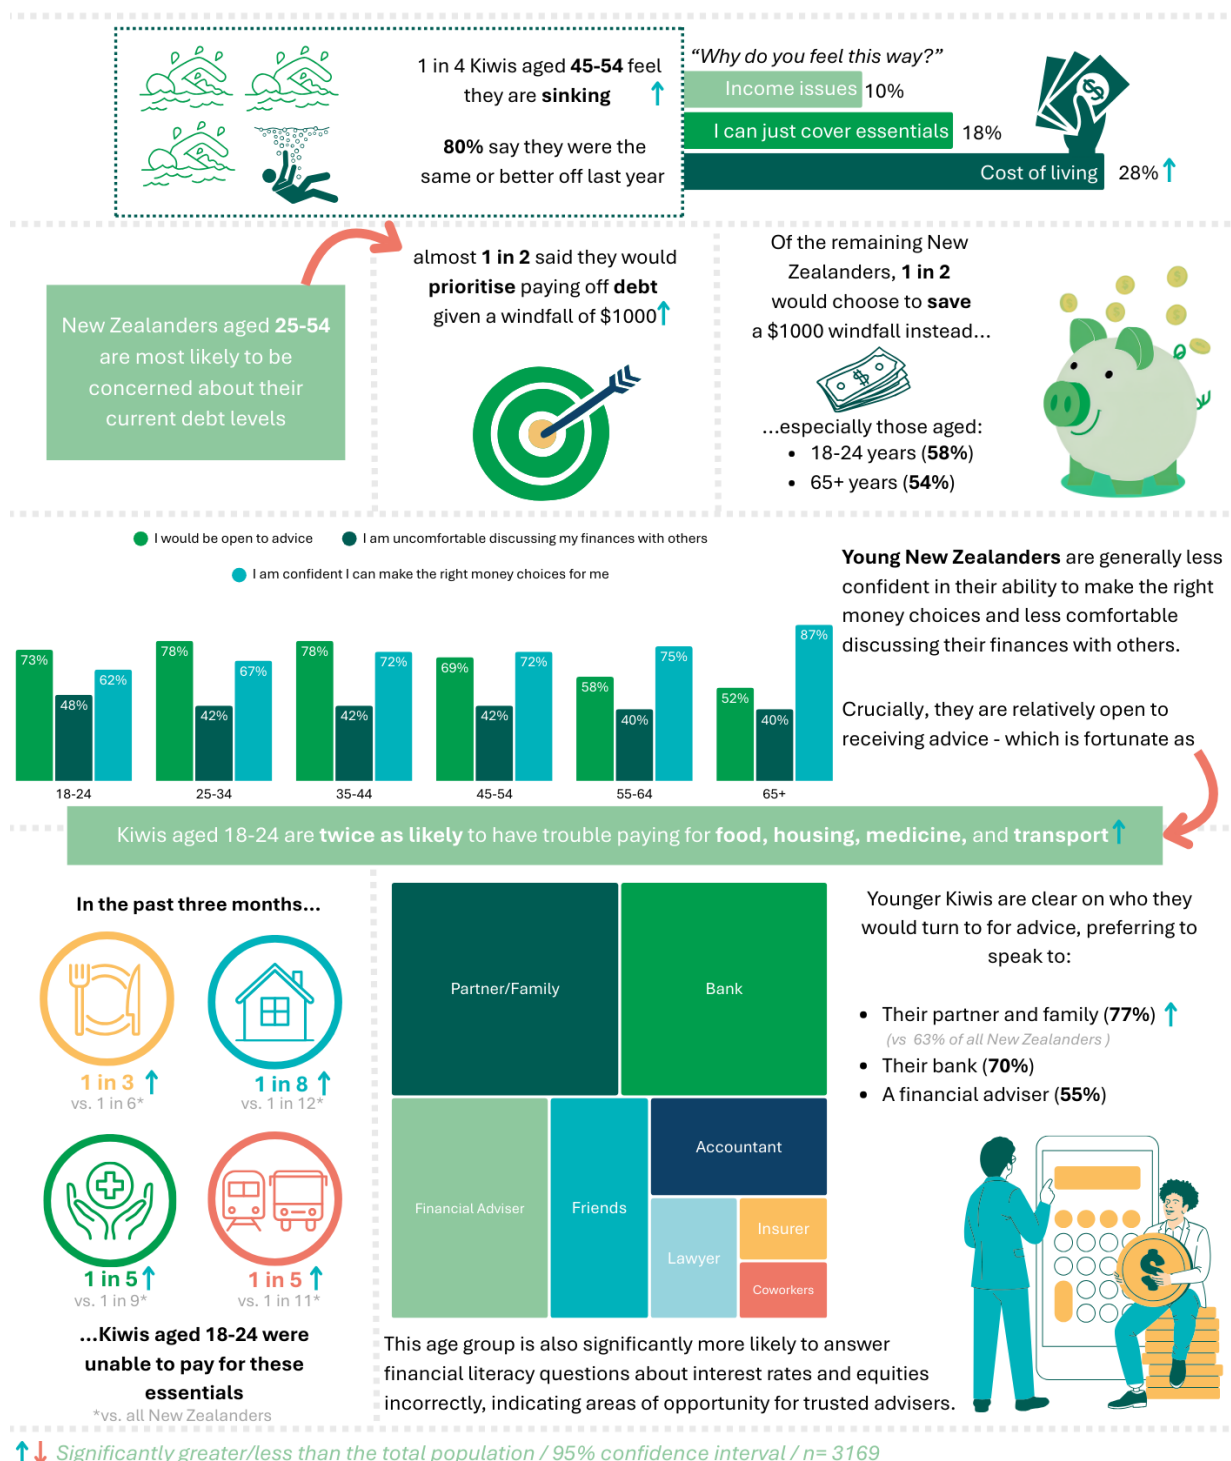 1 in 4 Kiwis aged 45-54 feel
they are sinking
80% say they were the
same or better off last year
“Why do you feel this way?”
Income issues 10%
I can just cover essentials 18%
Cost of living 28%
New Zealanders aged 25-54
are most likely to be
concerned about their
current debt levels
almost 1 in 2 said they would
prioritise paying off debt
given a windfall of $1000
Of the remaining New
Zealanders, 1 in 2
would choose to save
a $1000 windfall instead...
...especially those aged:
• 18-24 years (58%)
• 65+ years (54%)
I would be open to advice
I am uncomfortable discussing my finances with others
I am confident I can make the right money choices for me
73% 48% 62%
78% 42% 67%
78% 42% 72%
69% 42% 72%
58% 40% 75%
52% 40% 87%
18-24 25-34 35-44 45-54 55-64 65+
Young New Zealanders are generally less
confident in their ability to make the right
money choices and less comfortable
discussing their finances with others.
Crucially, they are relatively open to
receiving advice - which is fortunate as
Kiwis aged 18-24 are twice as likely to have trouble paying for food, housing, medicine, and transport
In the past three months...
1 in 3
vs. 1 in 6*
1 in 8
vs. 1 in 12*
1 in 5
vs. 1 in 9*
1 in 5
vs. 1 in 11*
...Kiwis aged 18-24 were
unable to pay for these
essentials
*vs. all New Zealanders
Partner/Family
Bank
Financial Adviser
Friends
Accountant
Lawyer
Insurer
Coworkers
This age group is also significantly more likely to answer
financial literacy questions about interest rates and equities
incorrectly, indicating areas of opportunity for trusted advisers.
Younger Kiwis are clear on who they
would turn to for advice, preferring to
speak to:
• Their partner and family (77%)
(vs 63% of all New Zealanders )
• Their bank (70%)
• A financial adviser (55%)
Significantly greater/less than the total population / 95% confidence interval / n= 3169